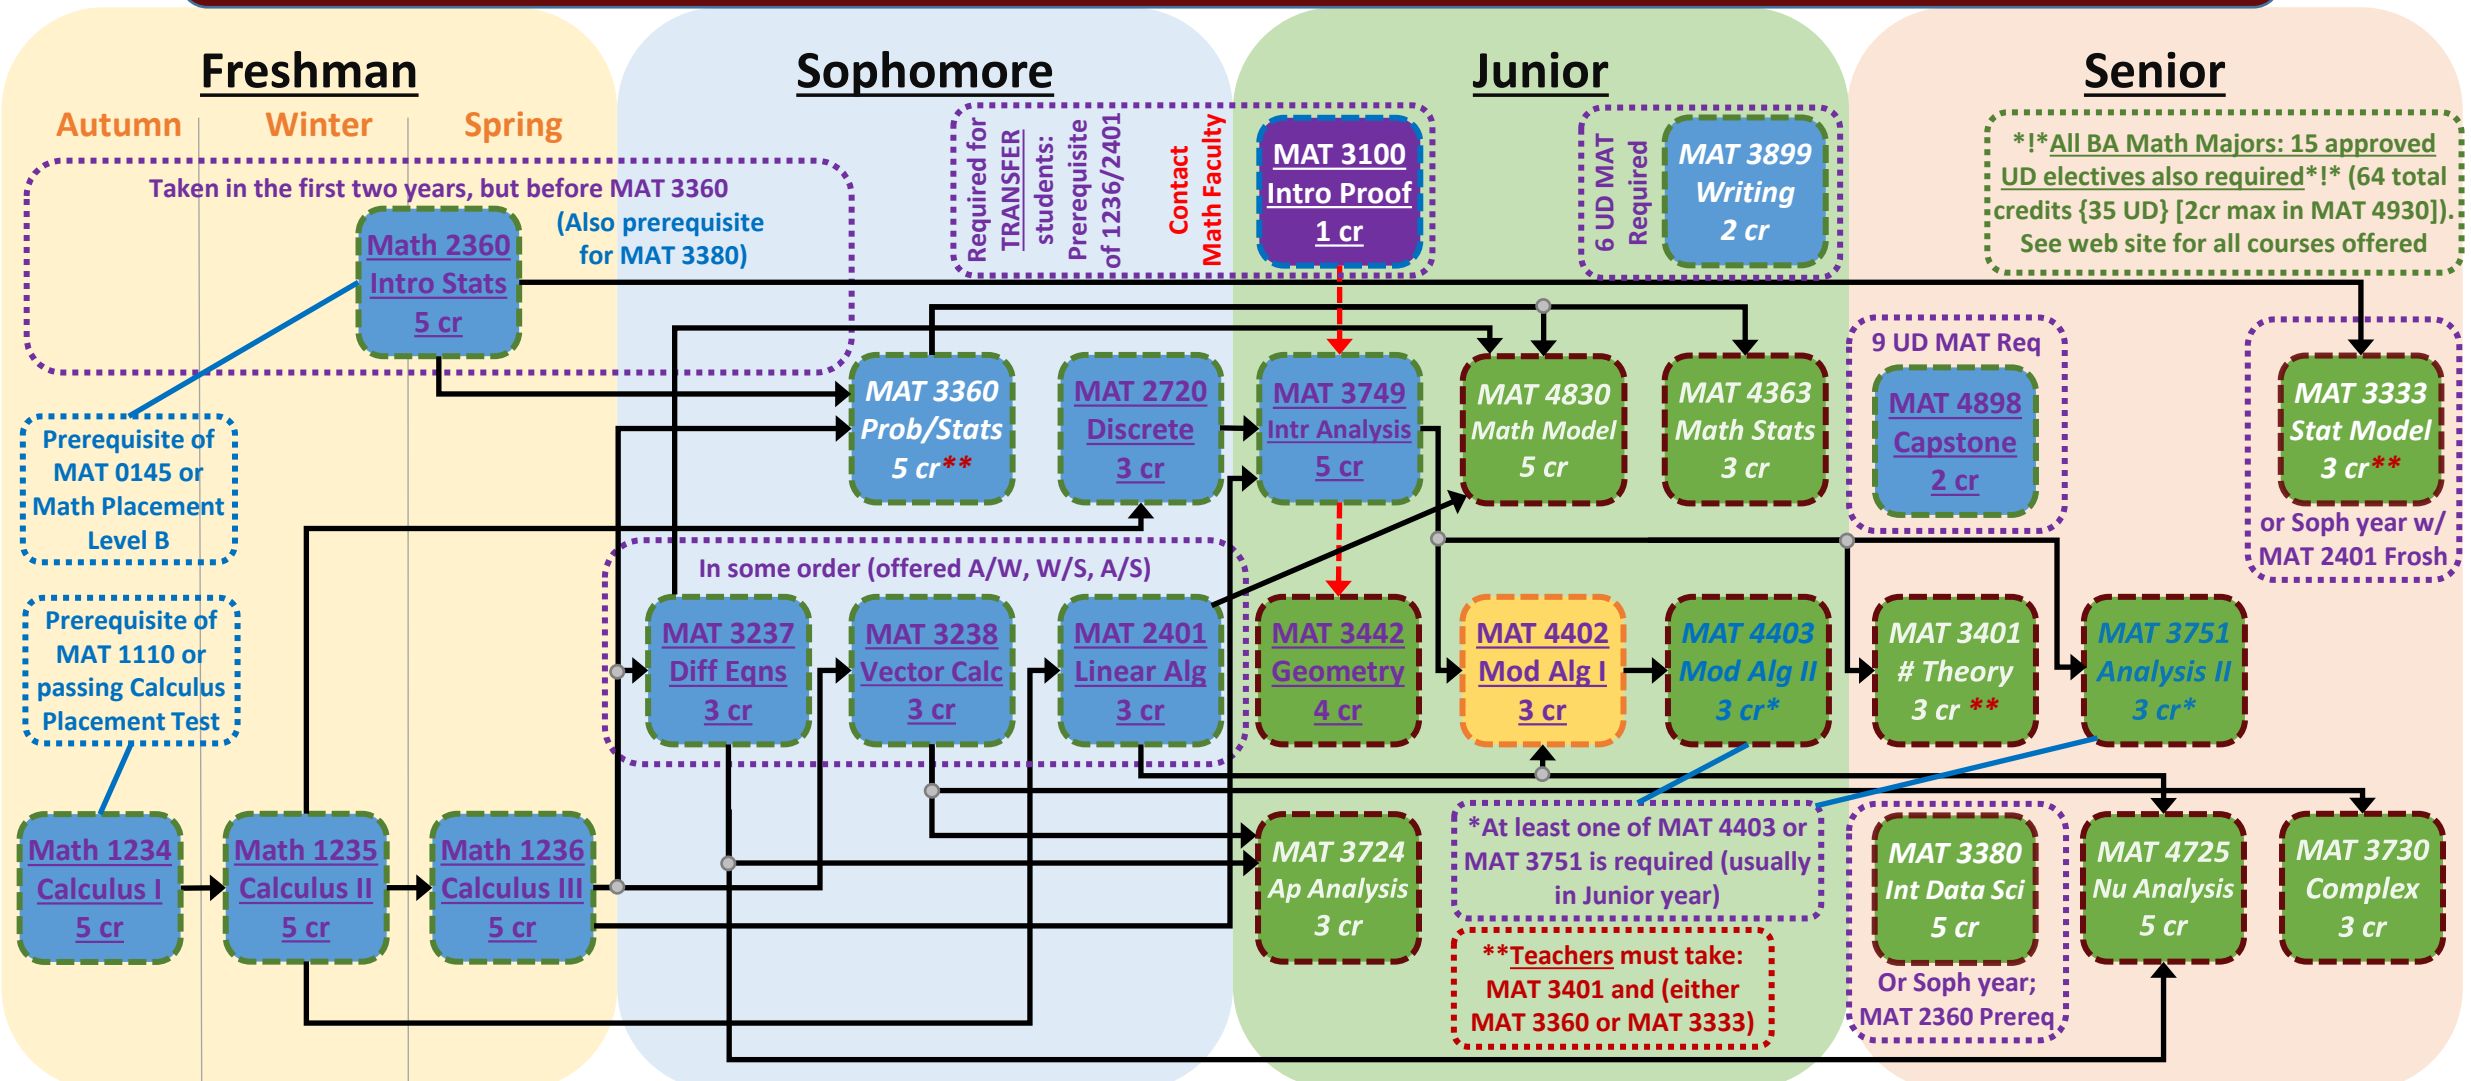 Freshman
Sophomore
Junior
Senior
Autumn
Winter
Spring
Taken in the first two years, but before MAT 3360
(Also prerequisite
for MAT 3380)
Math 2360
Intro Stats
5 cr
Required for
TRANSFER
students:
Prerequisite
of 1236/2401
Contact
Math Faculty
MAT 3100
Intro Proof
1 cr
6 UD MAT
Required
MAT 3899
Writing
2 cr
*!*All BA Math Majors: 15 approved
UD electives also required*!* (64 total
credits {35 UD} [2cr max in MAT 4930]).
See web site for all courses offered
Prerequisite of
MAT 0145 or
Math Placement
Level B
MAT 3360
Prob/Stats
5 cr**
MAT 2720
Discrete
3 cr
MAT 3749
Intr Analysis
5 cr
MAT 4830
Math Model
5 cr
MAT 4363
Math Stats
3 cr
9 UD MAT Req
MAT 4898
Capstone
2 cr
MAT 3333
Stat Model
3 cr**
or Soph year w/
MAT 2401 Frosh
Prerequisite of
MAT 1110 or
passing Calculus
Placement Test
In some order (offered A/W, W/S, A/S)
MAT 3237
Diff Eqns
3 cr
MAT 3238
Vector Calc
3 cr
MAT 2401
Linear Alg
3 cr
MAT 3442
Geometry
4 cr
MAT 4402
Mod Alg I
3 cr
MAT 4403
Mod Alg II
3 cr*
MAT 3401
# Theory
3 cr **
MAT 3751
Analysis II
3 cr*
Math 1234
Calculus I
5 cr
Math 1235
Calculus II
5 cr
Math 1236
Calculus III
5 cr
MAT 3724
Ap Analysis
3 cr
*At least one of MAT 4403 or
MAT 3751 is required (usually
in Junior year)
**Teachers must take:
MAT 3401 and (either
MAT 3360 or MAT 3333)
MAT 3380
Int Data Sci
5 cr
Or Soph year;
MAT 2360 Prereq
MAT 4725
Nu Analysis
5 cr
MAT 3730
Complex
3 cr